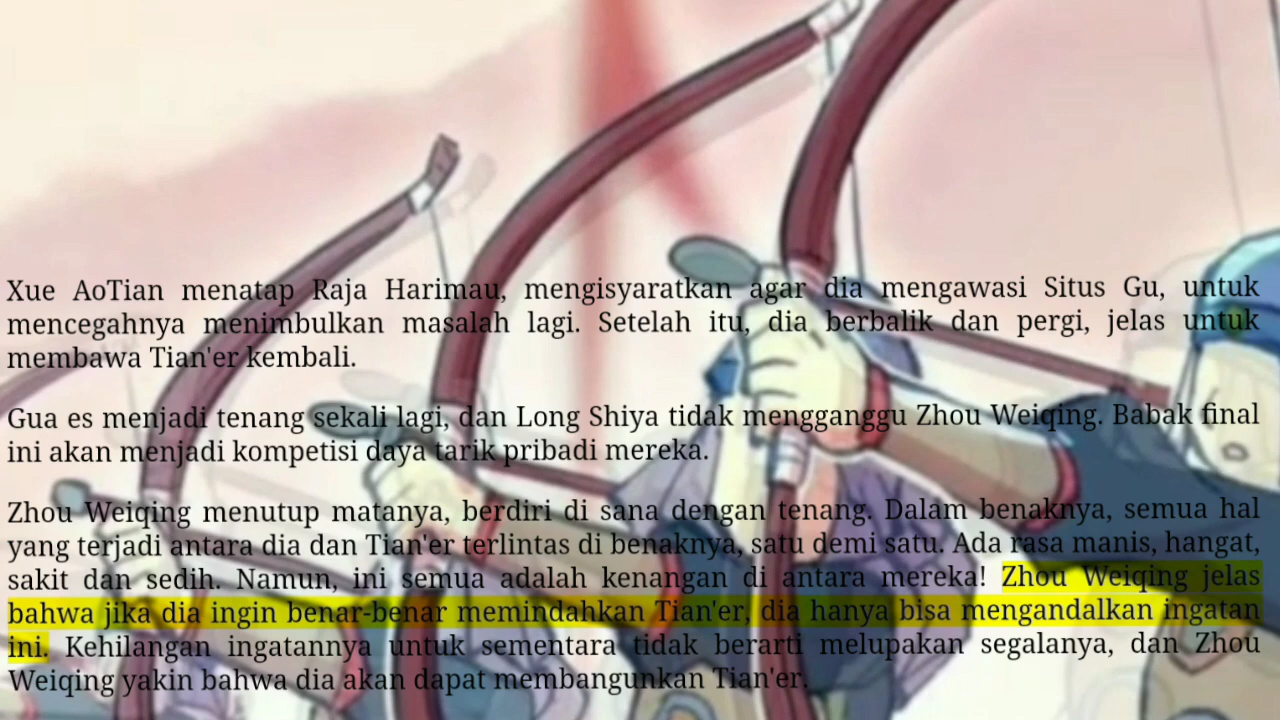 Xue AoTian menatap Raja Harimau, mengisyaratkan agar dia mengawasi Situs Gu, untuk
mencegahnya menimbulkan masalah lagi. Setelah itu, dia berbalik dan pergi, jelas untuk
membawa Tian'er kembali.
Gua es menjadi tenang sekali lagi, dan Long Shiya tidak mengganggu Zhou Weiqing. Babak final
ini akan menjadi kompetisi daya tarik pribadi mereka.
Zhou Weiqing menutup matanya, berdiri di sana dengan tenang. Dalam benaknya, semua hal
yang terjadi antara dia dan Tian'er terlintas di benaknya, satu demi satu. Ada rasa manis, hangat,
sakit dan sedih. Namun, ini semua adalah kenangan di antara mereka! Zhou Weiqing jelas
bahwa jika dia ingin benar-benar memindahkan Tian'er, dia hanya bisa mengandalkan ingatan
ini. Kehilangan ingatannya untuk sementara tidak berarti melupakan segalanya, dan Zhou
Weiqing yakin bahwa dia akan dapat membangunkan Tian'er.